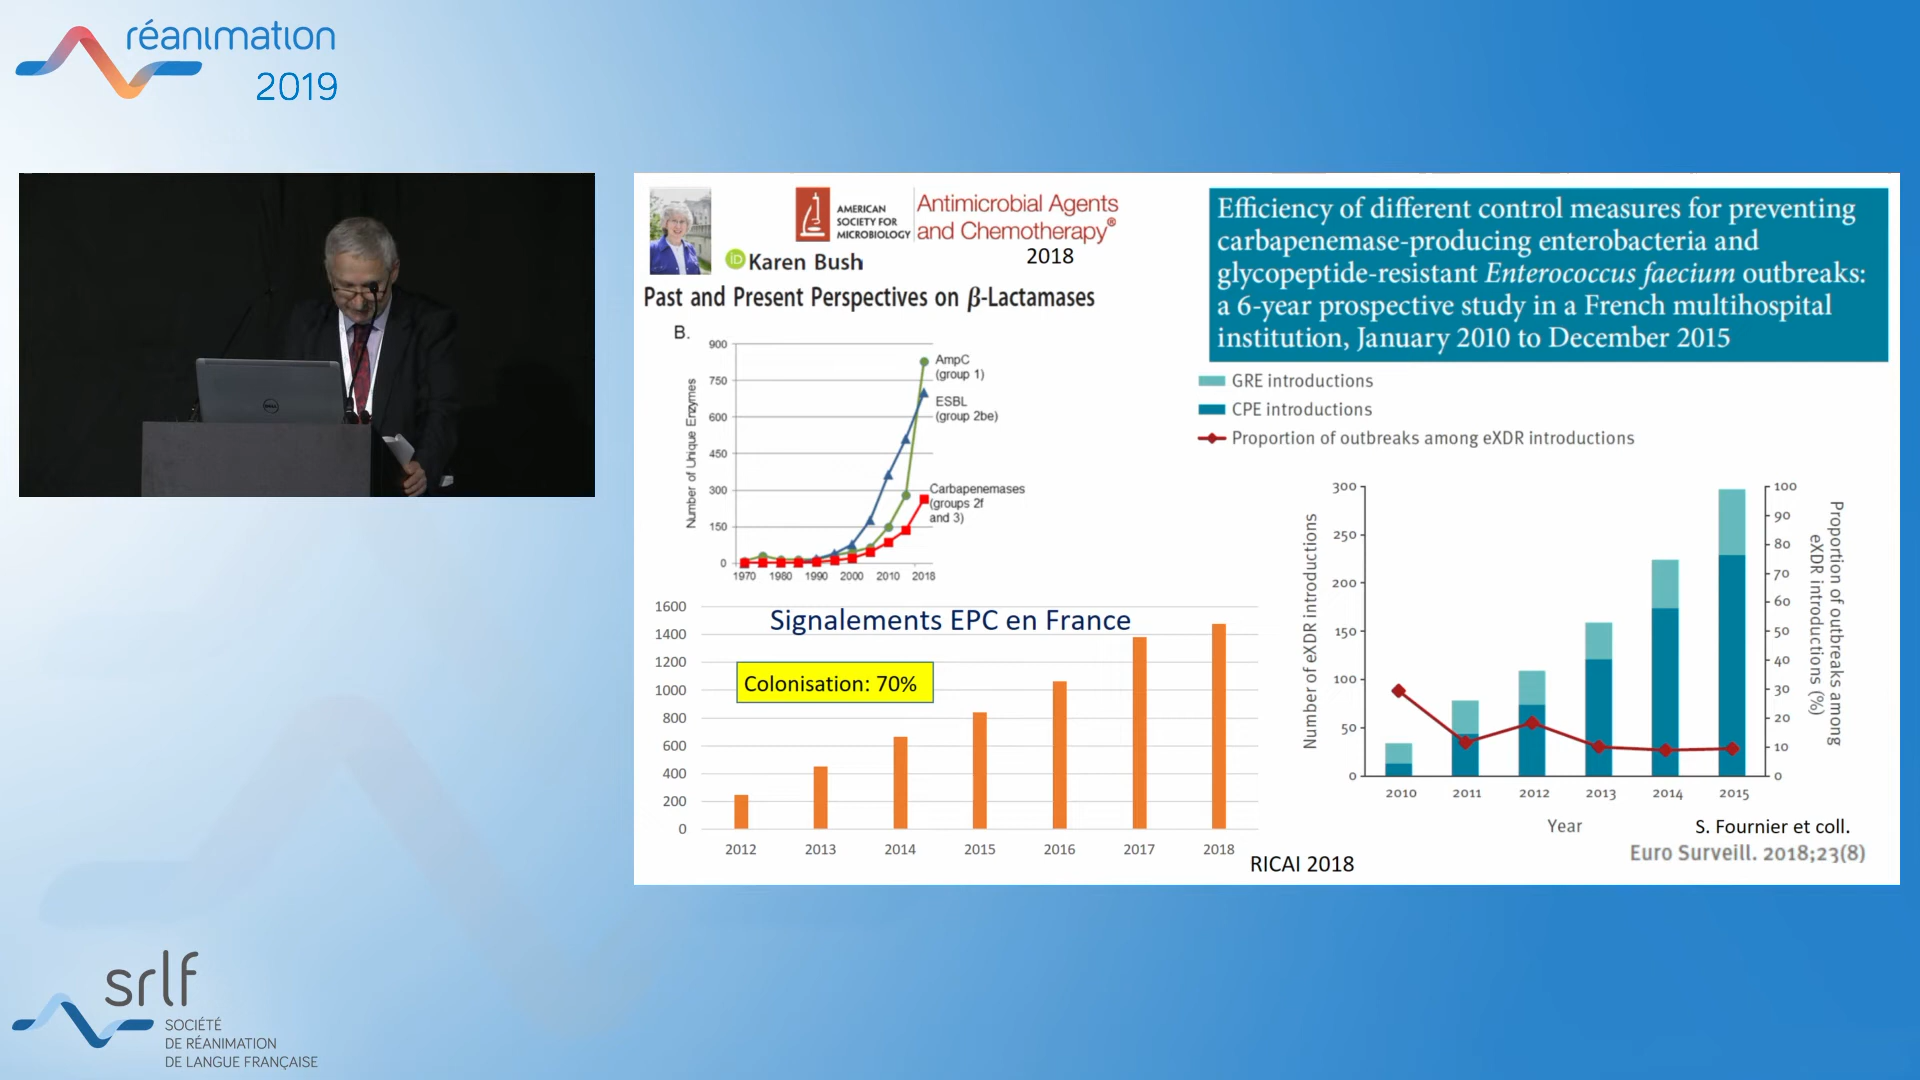 réanımatıon
2019
AMERICAN
SOCIETY FOR
MICROBIOLOGY
Antimicrobial Agents
and Chemotherapy®
2018
iD Karen Bush
Past and Present Perspectives on β-Lactamases
B.
Number of Unique Enzymes
900
750
600
450
300
150
0
1970 1980 1990 2000 2010 2018
AmpC
(group 1)
ESBL
(group 2be)
Carbapenemases
(groups 2f
and 3)
Signalements EPC en France
Colonisation: 70%
1600
1400
1200
1000
800
600
400
200
0
2012 2013 2014 2015 2016 2017 2018
RICAI 2018
Efficiency of different control measures for preventing
carbapenemase-producing enterobacteria and
glycopeptide-resistant Enterococcus faecium outbreaks:
a 6-year prospective study in a French multihospital
institution, January 2010 to December 2015
GRE introductions
CPE introductions
Proportion of outbreaks among eXDR introductions
Number of eXDR introductions
300
250
200
150
100
50
0
100
90
80
70
60
50
40
30
20
10
0
Proportion of outbreaks among
eXDR introductions (%)
2010 2011 2012 2013 2014 2015
Year
S. Fournier et coll.
Euro Surveill. 2018;23(8)
srlf
SOCIÉTÉ
DE RÉANIMATION
DE LANGUE FRANÇAISE
DELL